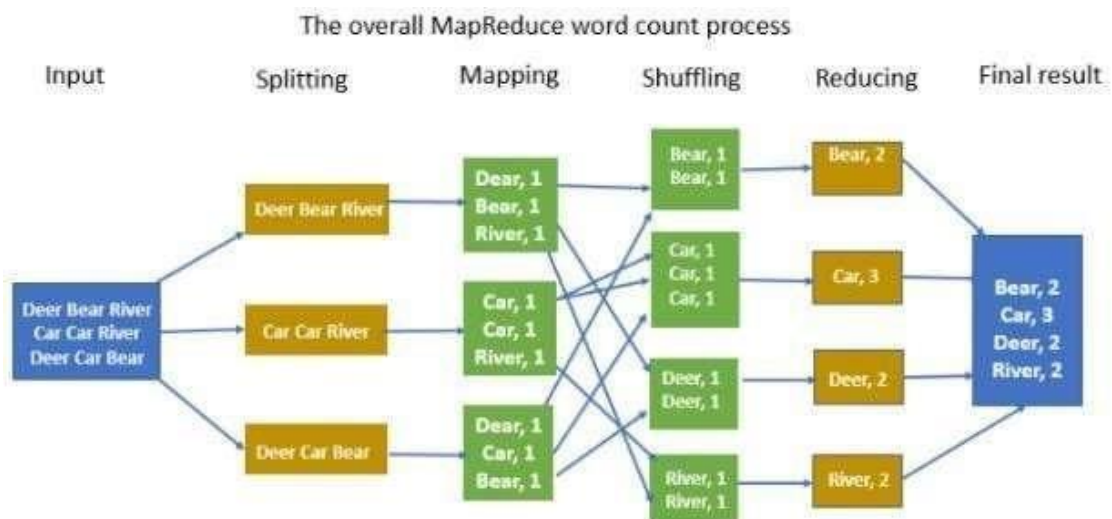 The overall MapReduce word count process
Input
Splitting
Mapping
Shuffling
Reducing
Final result
Deer Bear River
Car Car River
Deer Car Bear
Deer Bear River
Car Car River
Deer Car Bear
Dear, 1
Bear, 1
River, 1
Car, 1
Car, 1
River, 1
Dear, 1
Car, 1
Bear, 1
Bear, 1
Bear, 1
Car, 1
Car, 1
Car, 1
Deer, 1
Deer, 1
River, 1
River, 1
Bear, 2
Car, 3
Deer, 2
River, 2
Bear, 2
Car, 3
Deer, 2
River, 2